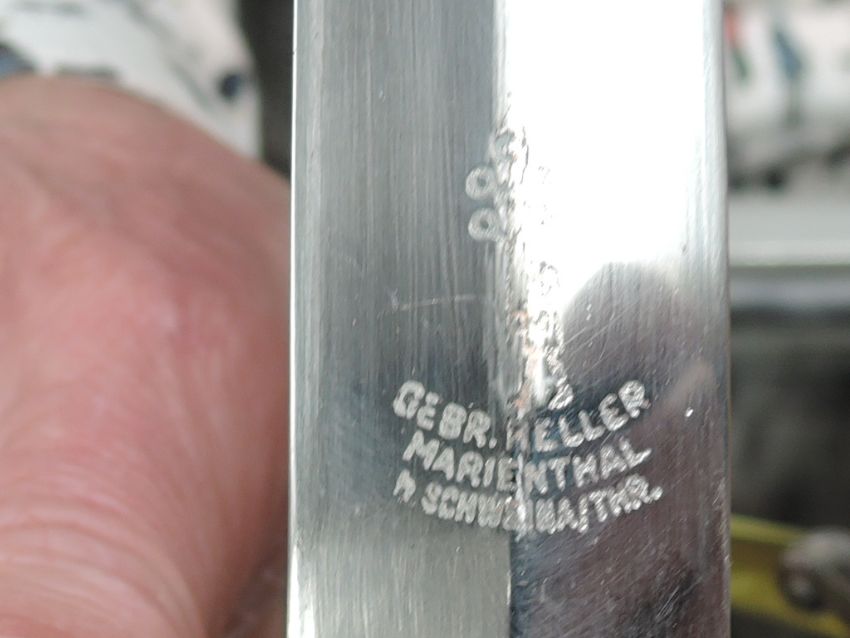 GEBR. HELLER
MARIENTHAL
SCHWEINA/THR.